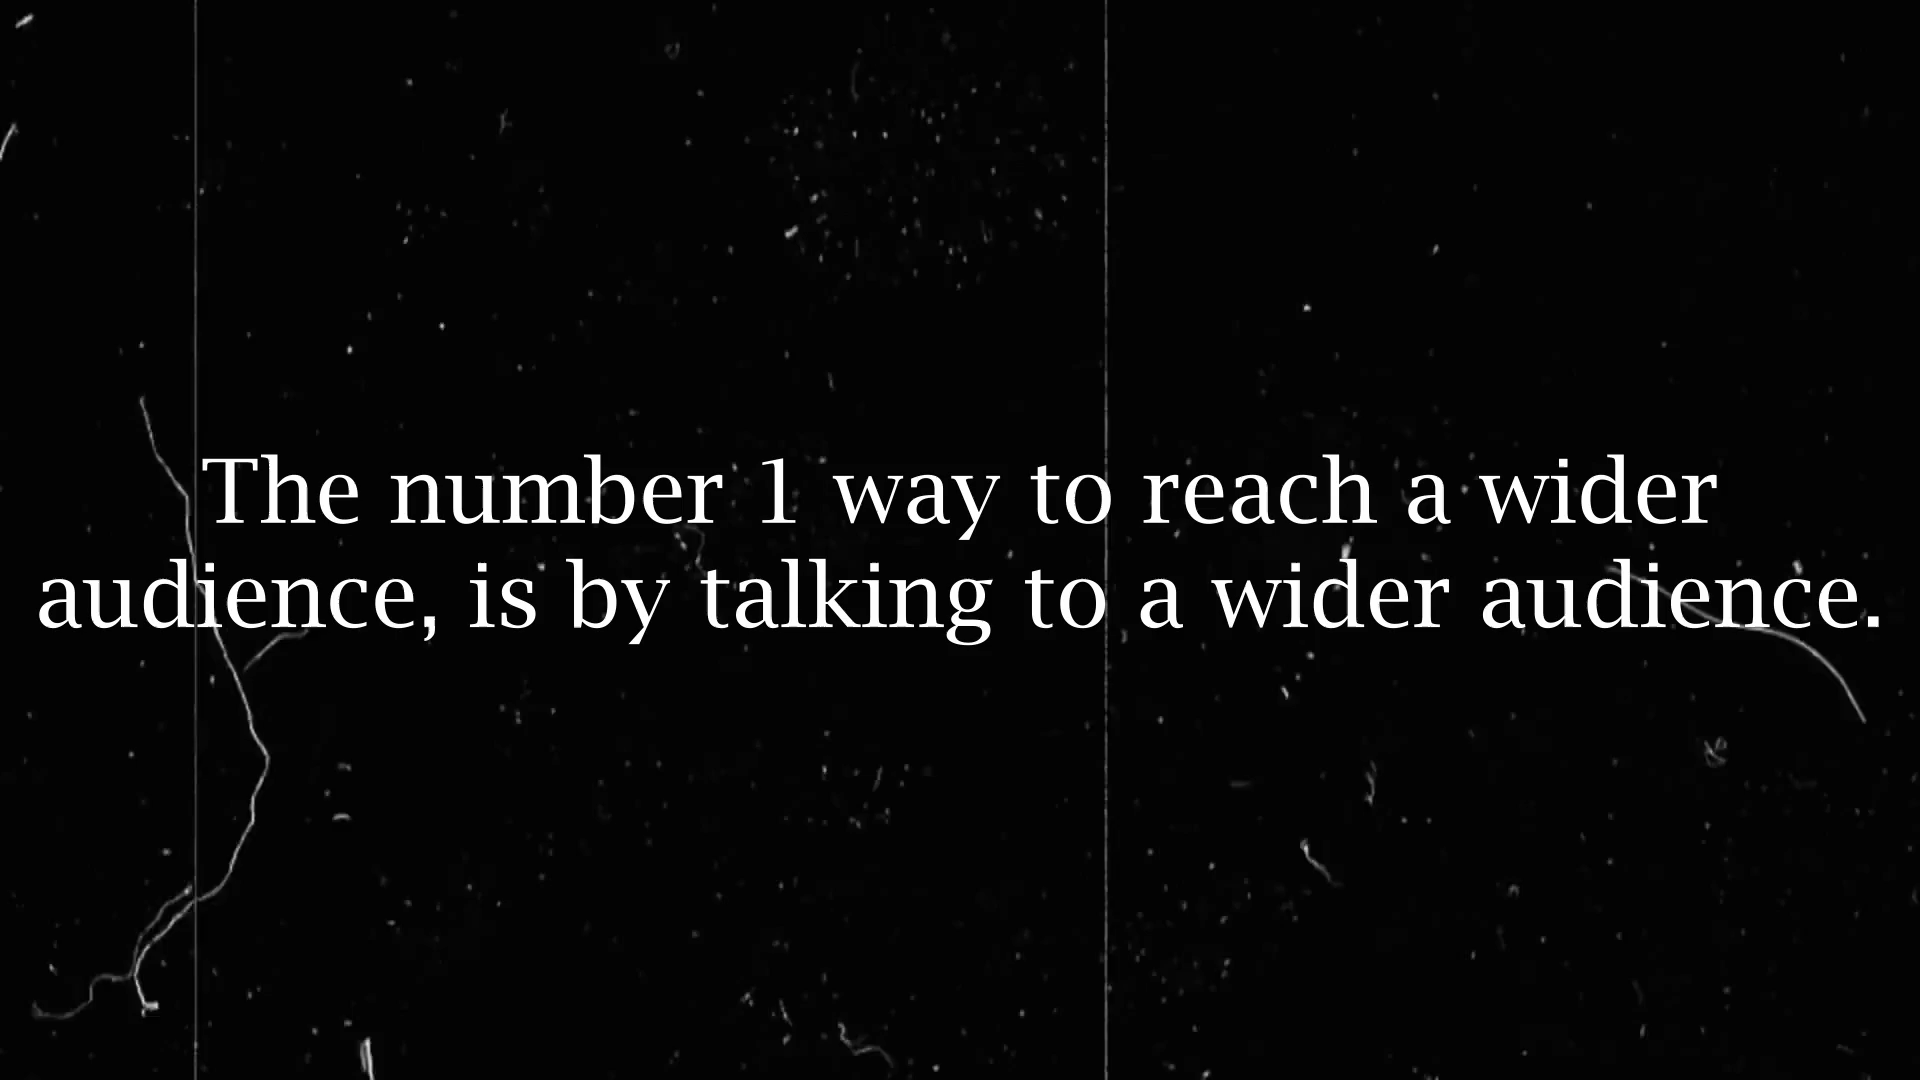 The number 1 way to reach a wider
audience, is by talking to a wider audience.